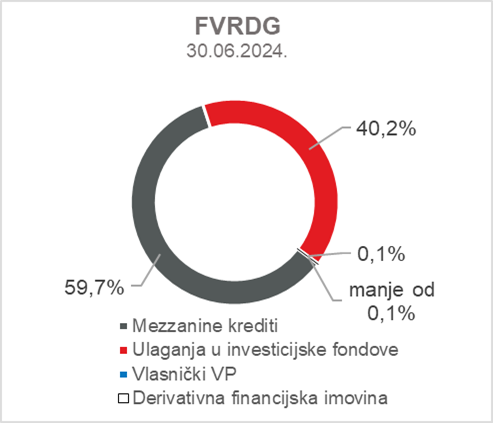 FVRDG
30.06.2024.
40,2%
0,1%
59,7%
manje od
0,1%
Mezzanine krediti
Ulaganja u investicijske fondove
Vlasnički VP
Derivativna financijska imovina